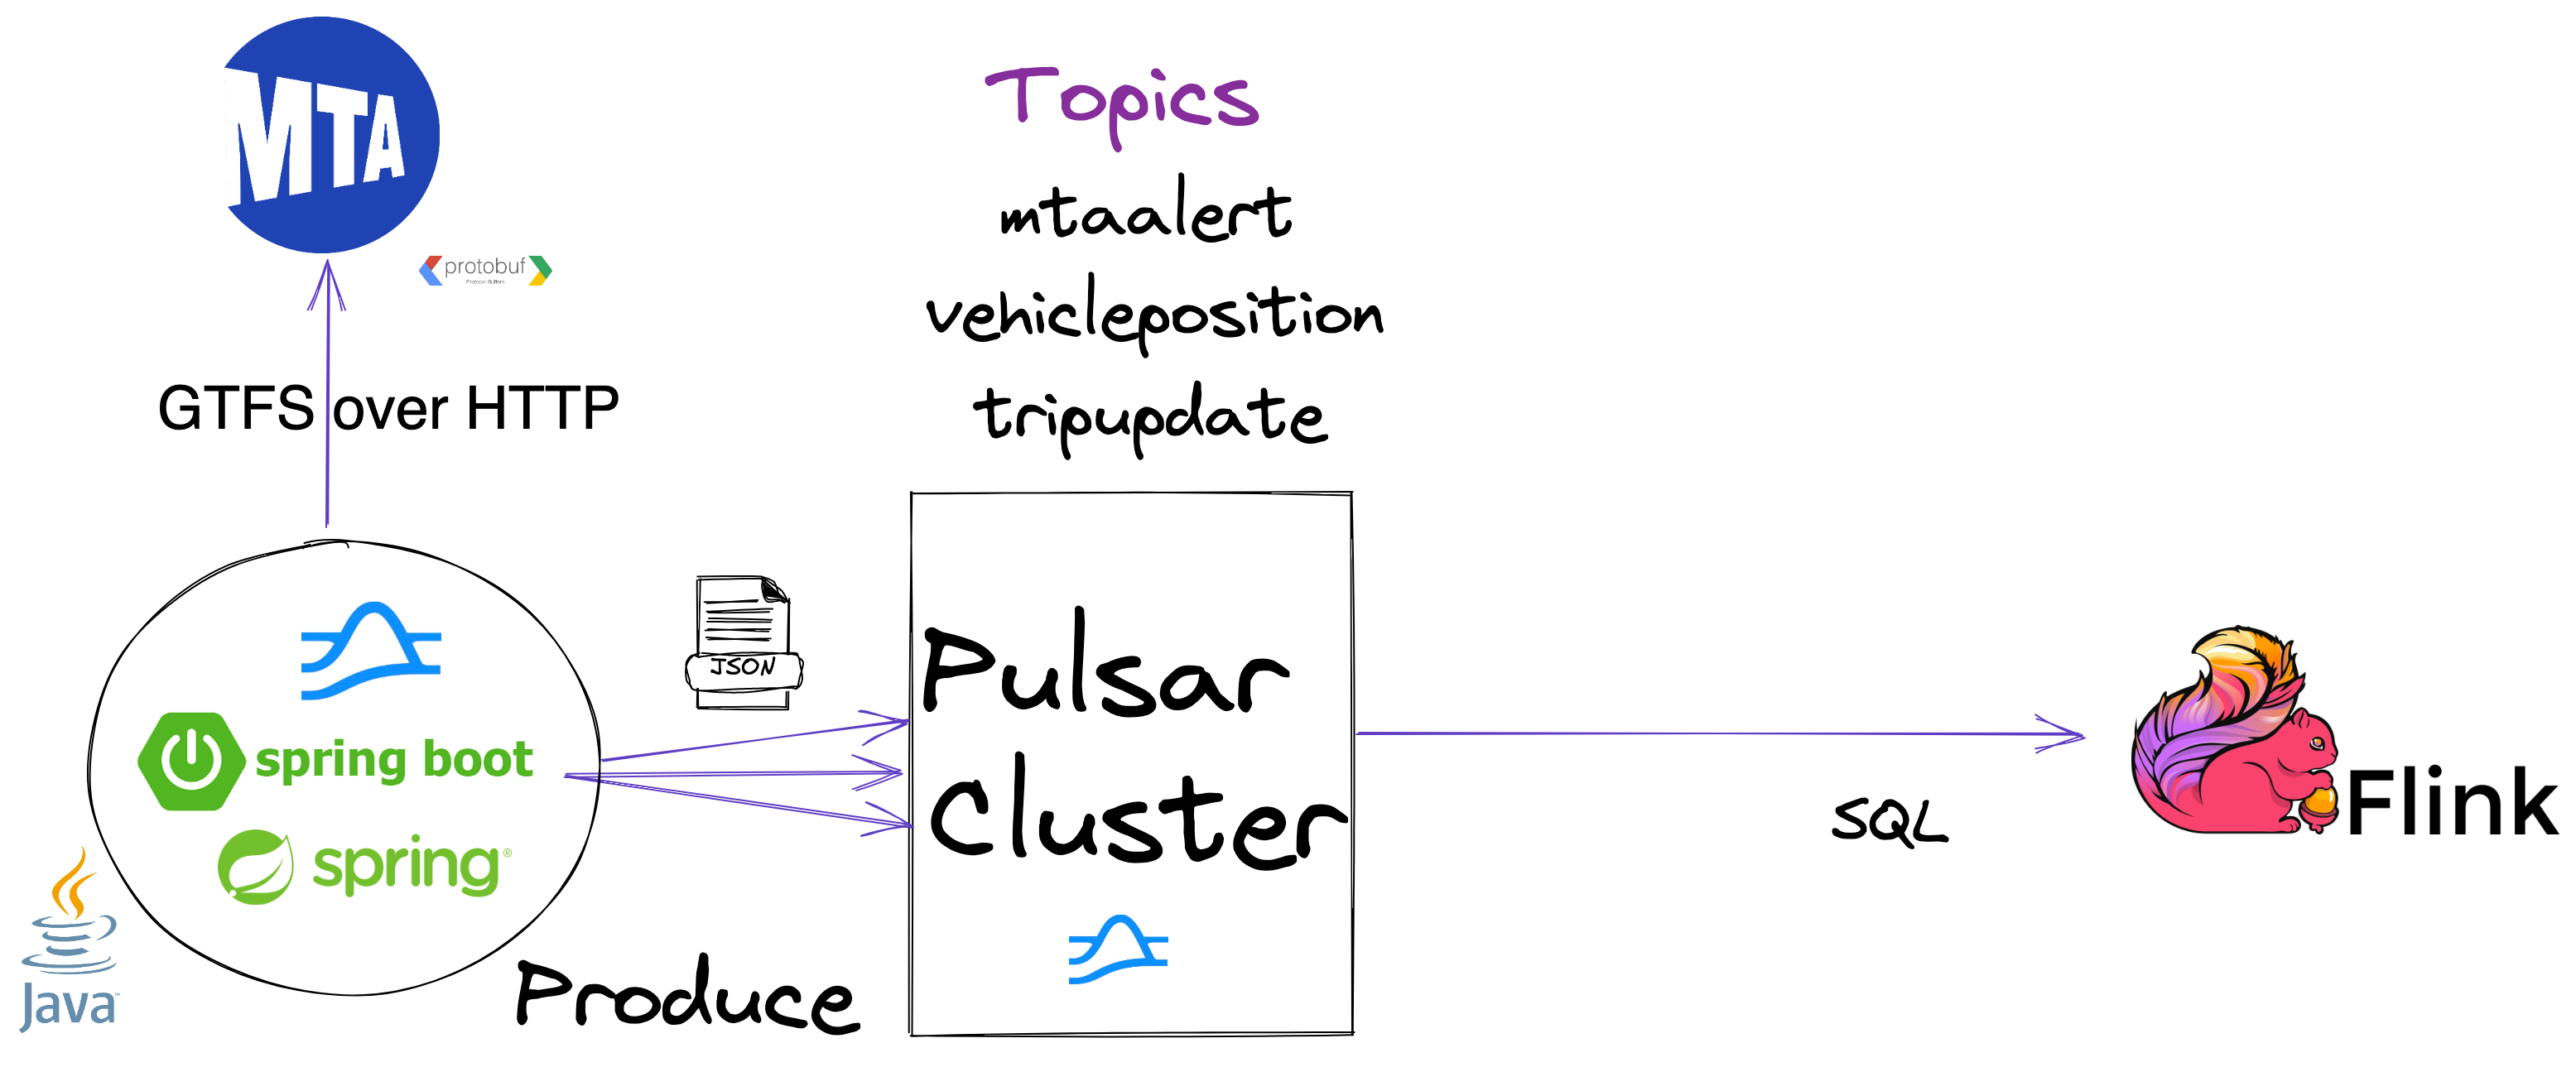 MTA
protobuf
Protocol Buffers
GTFS over HTTP
Topics
mtaalert
vehicleposition
tripupdate
JSON
spring boot
spring®
Java™
Produce
Pulsar
Cluster
SQL
Flink